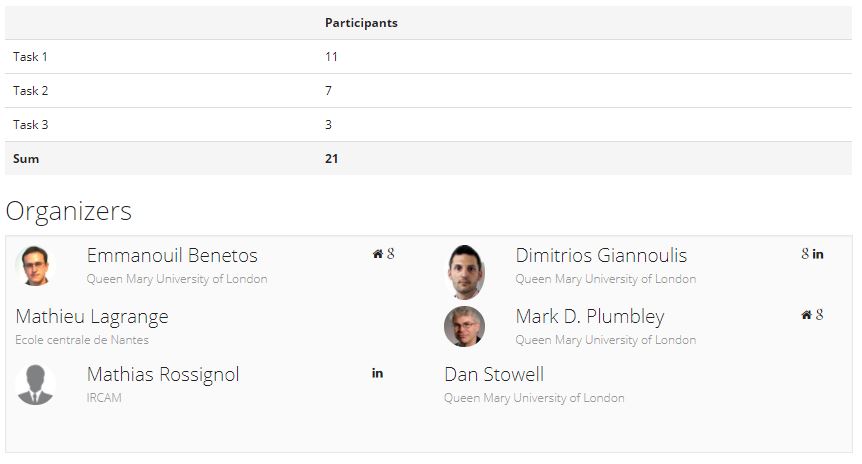 Participants
Task 1 11
Task 2 7
Task 3 3
Sum 21
Organizers
Emmanouil Benetos
Queen Mary University of London
Dimitrios Giannoulis
in
Queen Mary University of London
Mathieu Lagrange
Ecole centrale de Nantes
Mark D. Plumbley
Queen Mary University of London
Mathias Rossignol
in
IRCAM
Dan Stowell
Queen Mary University of London